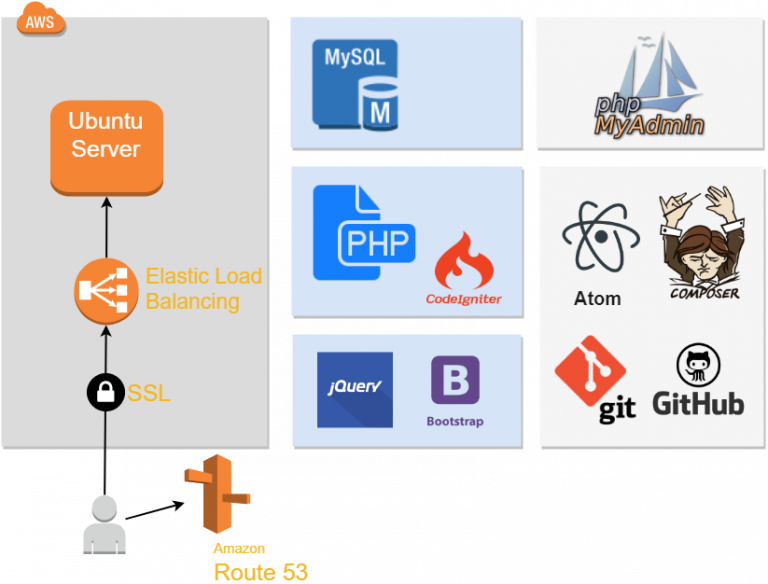 AWS
Ubuntu
Server
Elastic Load
Balancing
SSL
Amazon
Route 53
MySQL
M
php
MyAdmin
PHP
CodeIgniter
Atom
COMPOSER
jQuery
B
Bootstrap
git
GitHub